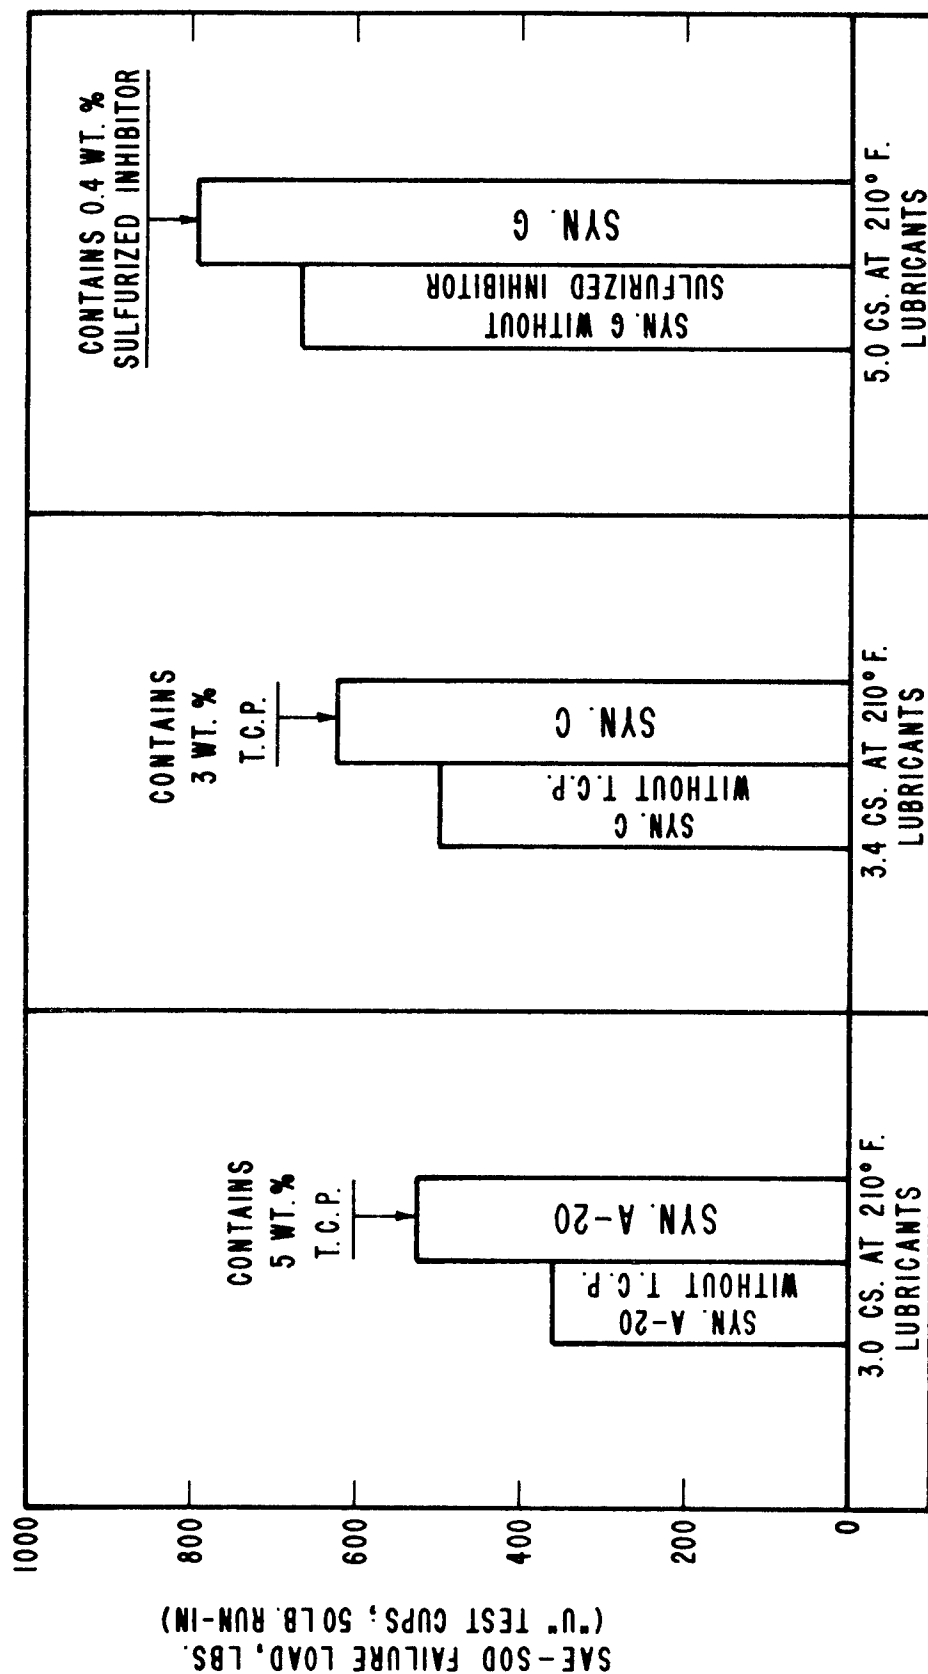 SAE-SOD FAILURE LOAD, LBS.
("U" TEST CUPS; 50 LB. RUN-IN)
1000
800
600
400
200
0
CONTAINS
5 WT. %
T.C.P.
SYN. A-20
WITHOUT T.C.P.
SYN. A-20
3.0 CS. AT 210° F.
LUBRICANTS
CONTAINS
3 WT. %
T.C.P.
SYN. C
WITHOUT T.C.P.
SYN. C
3.4 CS. AT 210° F.
LUBRICANTS
CONTAINS 0.4 WT. %
SULFURIZED INHIBITOR
SYN. G WITHOUT
SULFURIZED INHIBITOR
SYN. G
5.0 CS. AT 210° F.
LUBRICANTS